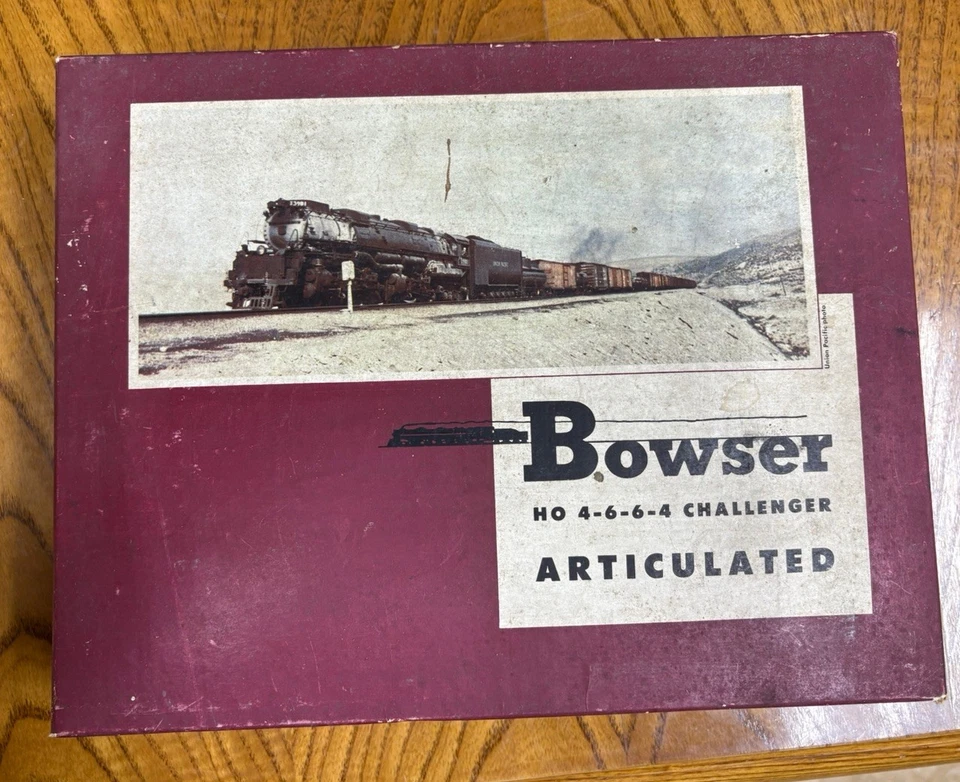 Union Pacific photo
Bowser
HO 4-6-6-4 CHALLENGER
ARTICULATED